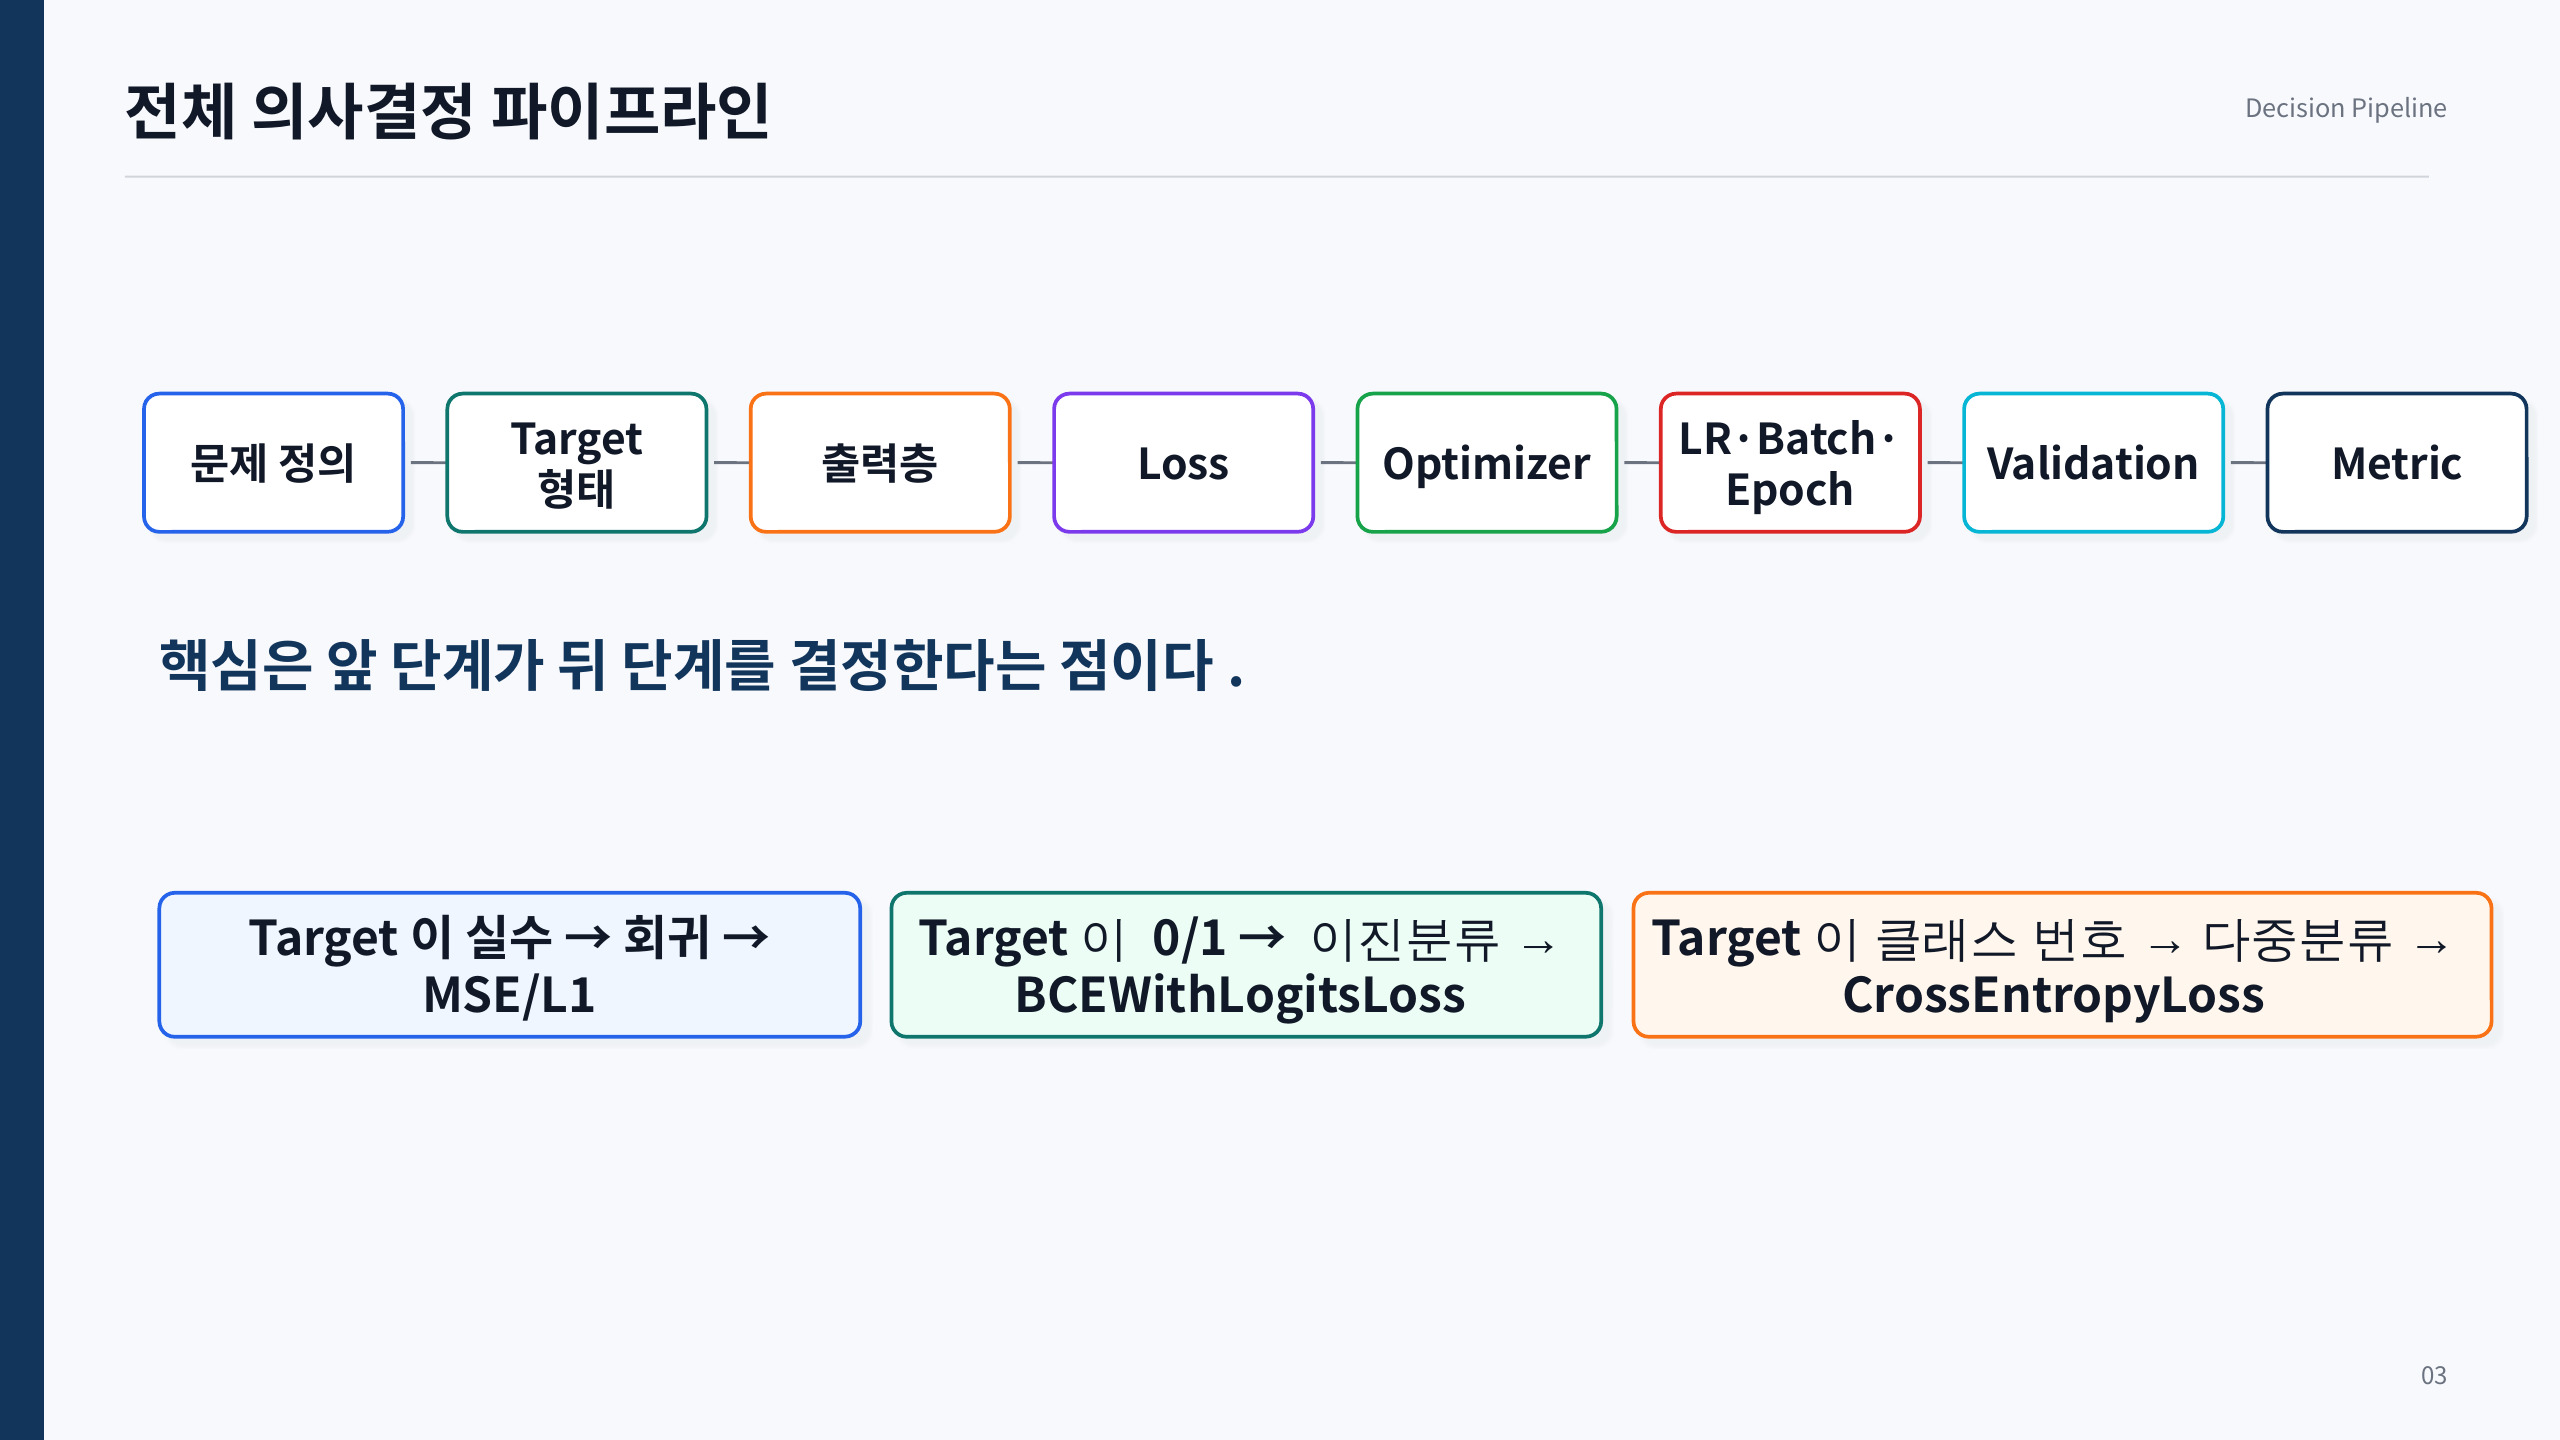 전체 의사결정 파이프라인
Decision Pipeline
문제 정의
Target
형태
출력층
Loss
Optimizer
LR·Batch·
Epoch
Validation
Metric
핵심은 앞 단계가 뒤 단계를 결정한다는 점이다 .
Target 이 실수 → 회귀 →
MSE/L1
Target 이 0/1 → 이진분류 →
BCEWithLogitsLoss
Target 이 클래스 번호 → 다중분류 →
CrossEntropyLoss
03